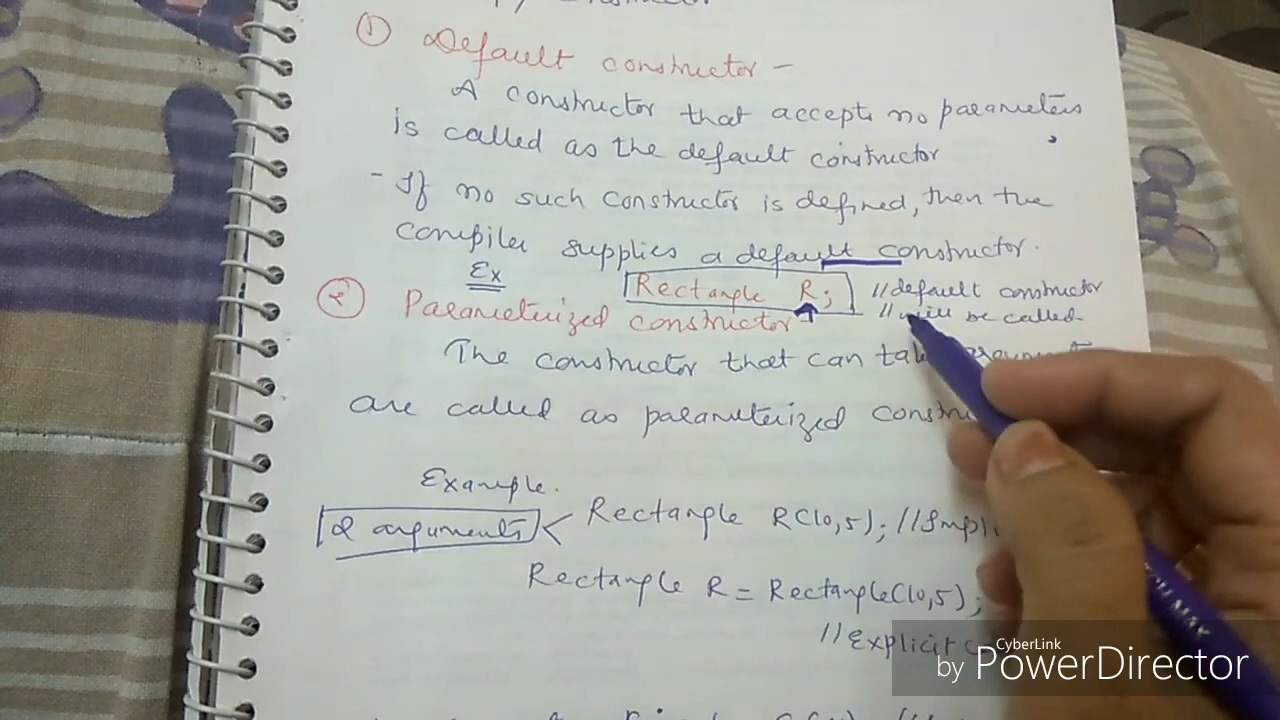 ① Default constructor -
A constructor that accepts no parameters
is called as the default constructor
- If no such constructor is defined, then the
compiler supplies a default constructor.
Ex
Rectangle R; //default constructor
// will be called
② Parameterized constructor
The constructor that can take
are called as parameterized
Example.
2 arguments < Rectangle R(10,5); //
Rectangle R = Rectangle(10,5);
//Explicit
CyberLink
by PowerDirector
U MAX